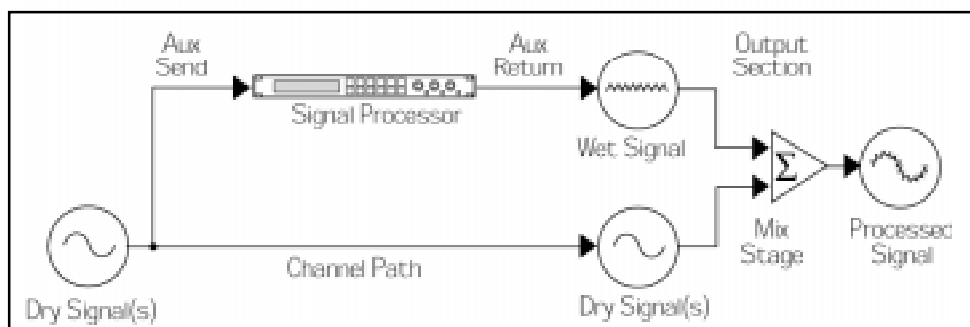 Aux
Send
Aux
Return
Output
Section
Signal Processor
Wet Signal
Σ
Mix
Stage
Processed
Signal
Channel Path
Dry Signal(s)
Dry Signal(s)